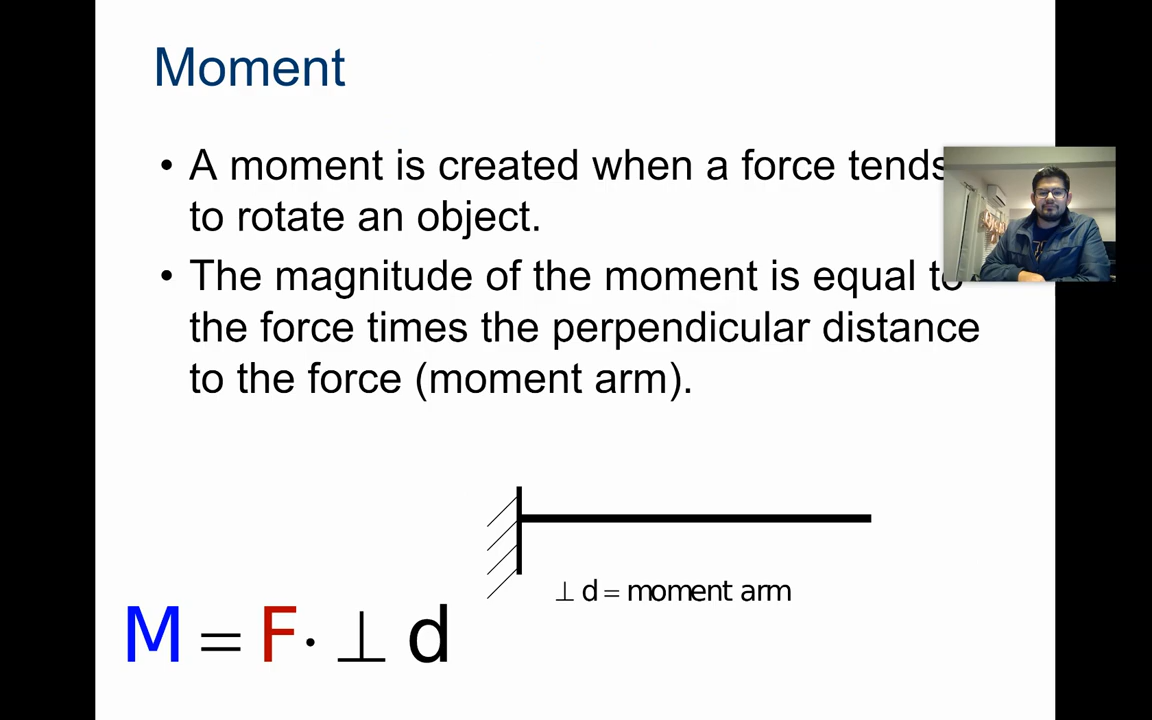 Moment
• A moment is created when a force tends
to rotate an object.
• The magnitude of the moment is equal to
the force times the perpendicular distance
to the force (moment arm).
⊥ d = moment arm
M = F · ⊥ d